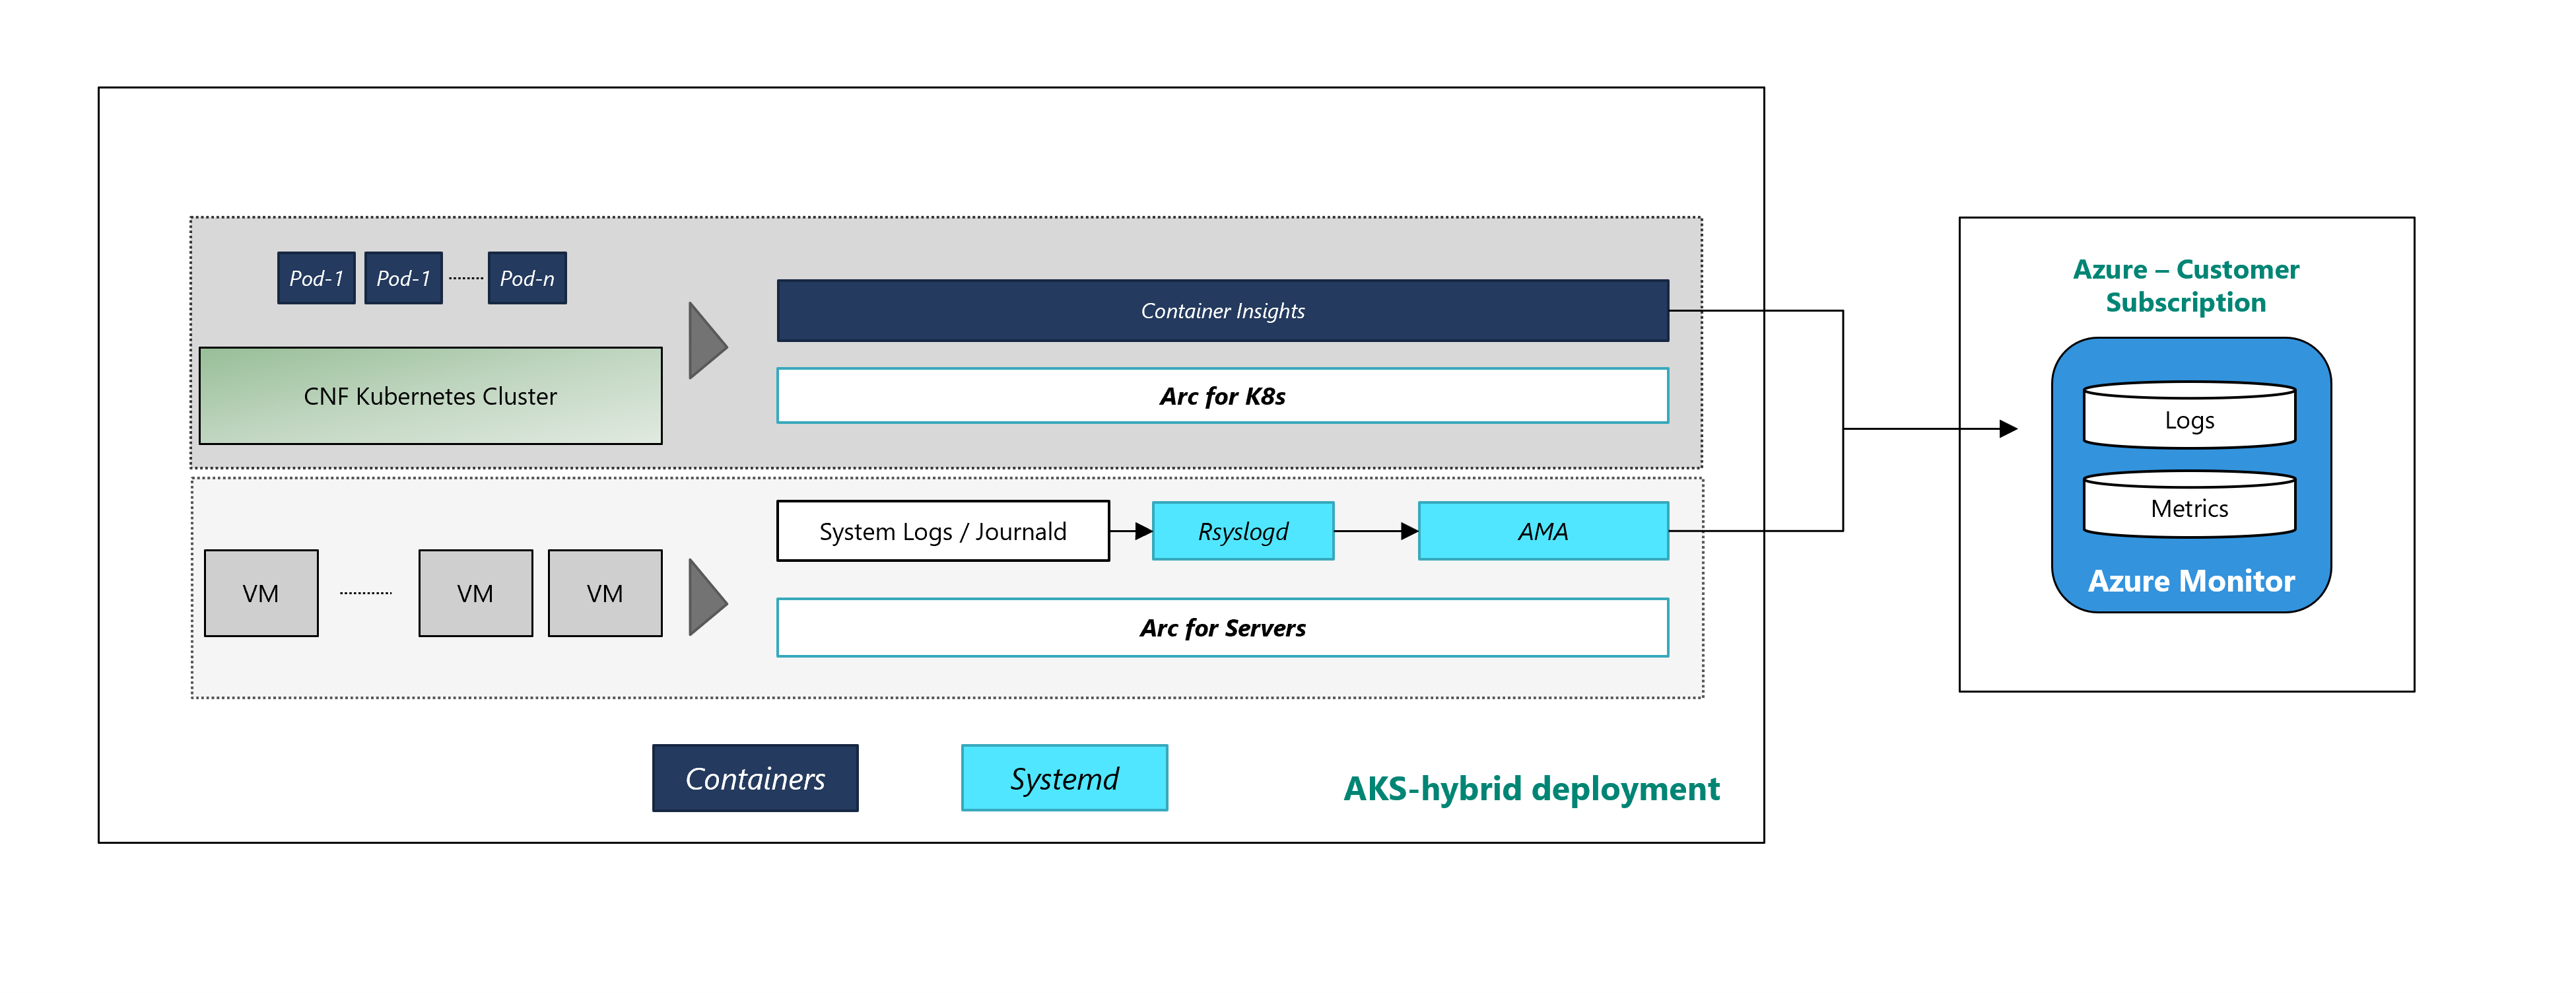 Pod-1 Pod-1 Pod-n
Container Insights
CNF Kubernetes Cluster
Arc for K8s
System Logs / Journald
Rsyslogd
AMA
VM VM VM
Arc for Servers
Containers
Systemd
AKS-hybrid deployment
Azure – Customer
Subscription
Logs
Metrics
Azure Monitor